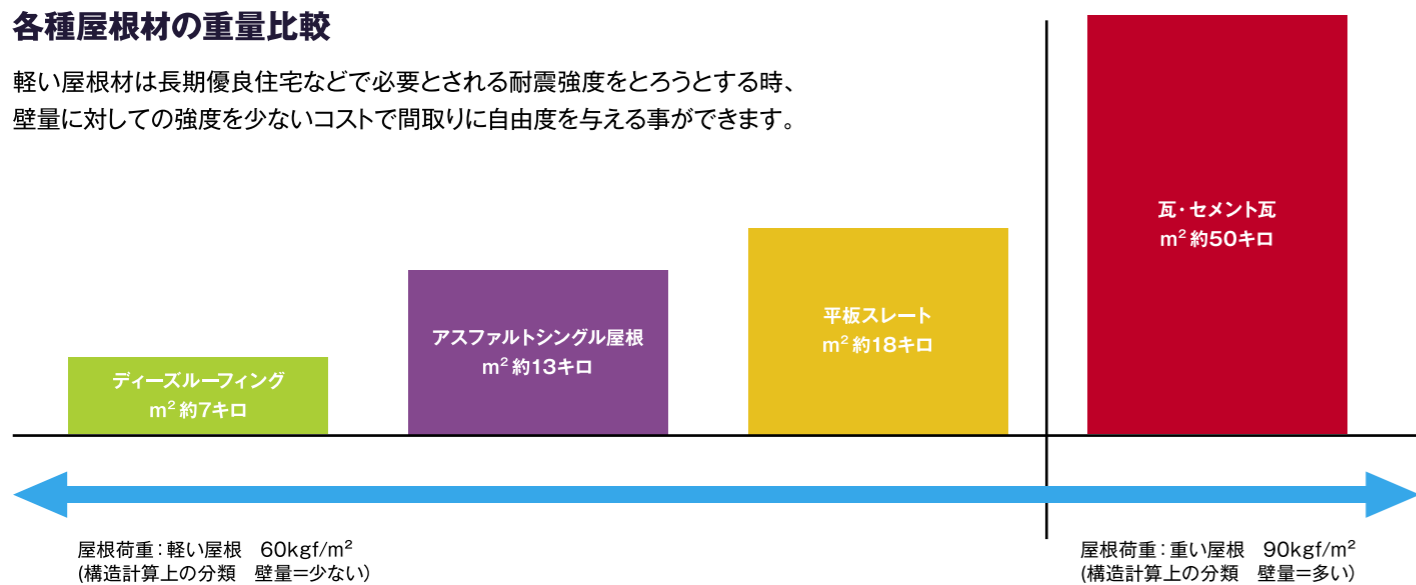 各種屋根材の重量比較
軽い屋根材は長期優良住宅などで必要とされる耐震強度をとろうとする時、
壁量に対しての強度を少ないコストで間取りに自由度を与える事ができます。
ディーズルーフィング
m² 約7キロ
アスファルトシングル屋根
m² 約13キロ
平板スレート
m² 約18キロ
瓦・セメント瓦
m² 約50キロ
屋根荷重：軽い屋根　60kgf/m²
(構造計算上の分類　壁量＝少ない)
屋根荷重：重い屋根　90kgf/m²
(構造計算上の分類　壁量＝多い)